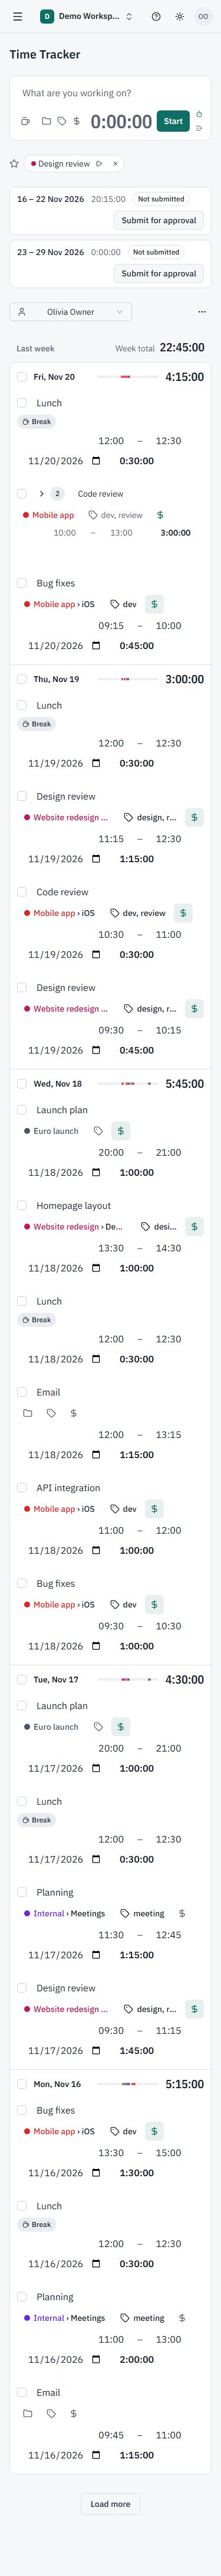 D Demo Worksp... OO
Time Tracker
What are you working on?
0:00:00 Start
Design review
16 – 22 Nov 2026 20:15:00 Not submitted
Submit for approval
23 – 29 Nov 2026 0:00:00 Not submitted
Submit for approval
Olivia Owner
Last week Week total 22:45:00
Fri, Nov 20 4:15:00
Lunch
Break
12:00 – 12:30
11/20/2026 0:30:00
2 Code review
Mobile app dev, review
10:00 – 13:00 3:00:00
Bug fixes
Mobile app › iOS dev
09:15 – 10:00
11/20/2026 0:45:00
Thu, Nov 19 3:00:00
Lunch
Break
12:00 – 12:30
11/19/2026 0:30:00
Design review
Website redesign ... design, r...
11:15 – 12:30
11/19/2026 1:15:00
Code review
Mobile app › iOS dev, review
10:30 – 11:00
11/19/2026 0:30:00
Design review
Website redesign ... design, r...
09:30 – 10:15
11/19/2026 0:45:00
Wed, Nov 18 5:45:00
Launch plan
Euro launch
20:00 – 21:00
11/18/2026 1:00:00
Homepage layout
Website redesign › De... desi...
13:30 – 14:30
11/18/2026 1:00:00
Lunch
Break
12:00 – 12:30
11/18/2026 0:30:00
Email
12:00 – 13:15
11/18/2026 1:15:00
API integration
Mobile app › iOS dev
11:00 – 12:00
11/18/2026 1:00:00
Bug fixes
Mobile app › iOS dev
09:30 – 10:30
11/18/2026 1:00:00
Tue, Nov 17 4:30:00
Launch plan
Euro launch
20:00 – 21:00
11/17/2026 1:00:00
Lunch
Break
12:00 – 12:30
11/17/2026 0:30:00
Planning
Internal › Meetings meeting
11:30 – 12:45
11/17/2026 1:15:00
Design review
Website redesign ... design, r...
09:30 – 11:15
11/17/2026 1:45:00
Mon, Nov 16 5:15:00
Bug fixes
Mobile app › iOS dev
13:30 – 15:00
11/16/2026 1:30:00
Lunch
Break
12:00 – 12:30
11/16/2026 0:30:00
Planning
Internal › Meetings meeting
11:00 – 13:00
11/16/2026 2:00:00
Email
09:45 – 11:00
11/16/2026 1:15:00
Load more